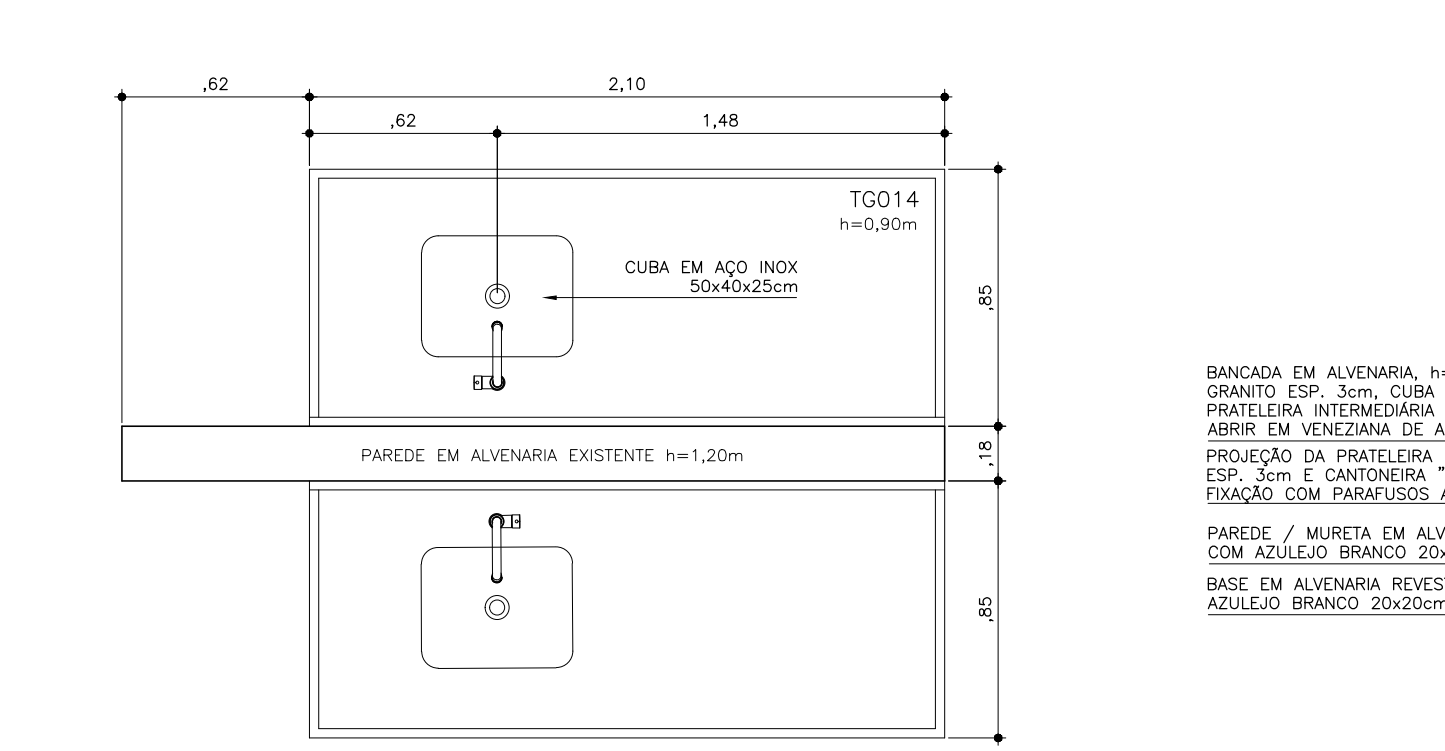 ,62
2,10
,62
1,48
TG014
h=0,90m
CUBA EM AÇO INOX
50x40x25cm
,85
PAREDE EM ALVENARIA EXISTENTE h=1,20m
,18
,85
BANCADA EM ALVENARIA, h=
GRANITO ESP. 3cm, CUBA
PRATELEIRA INTERMEDIÁRIA
ABRIR EM VENEZIANA DE A
PROJEÇÃO DA PRATELEIRA
ESP. 3cm E CANTONEIRA "
FIXAÇÃO COM PARAFUSOS A
PAREDE / MURETA EM ALV
COM AZULEJO BRANCO 20x
BASE EM ALVENARIA REVES
AZULEJO BRANCO 20x20cm